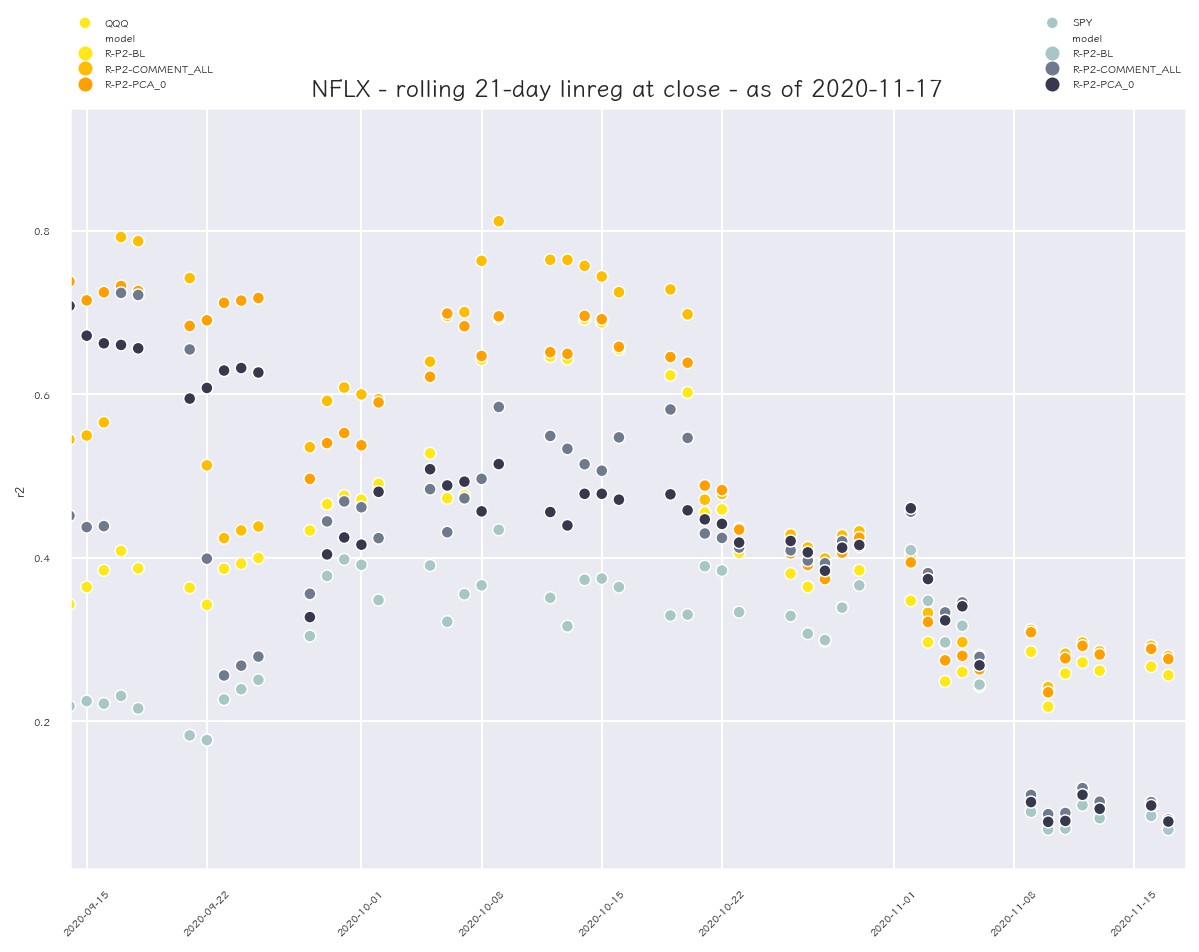 QQQ
model
R-P2-BL
R-P2-COMMENT_ALL
R-P2-PCA_0
SPY
model
R-P2-BL
R-P2-COMMENT_ALL
R-P2-PCA_0
NFLX - rolling 21-day linreg at close - as of 2020-11-17
0.8
0.6
0.4
0.2
r2
2020-09-15
2020-09-22
2020-10-01
2020-10-08
2020-10-15
2020-10-22
2020-11-01
2020-11-08
2020-11-15